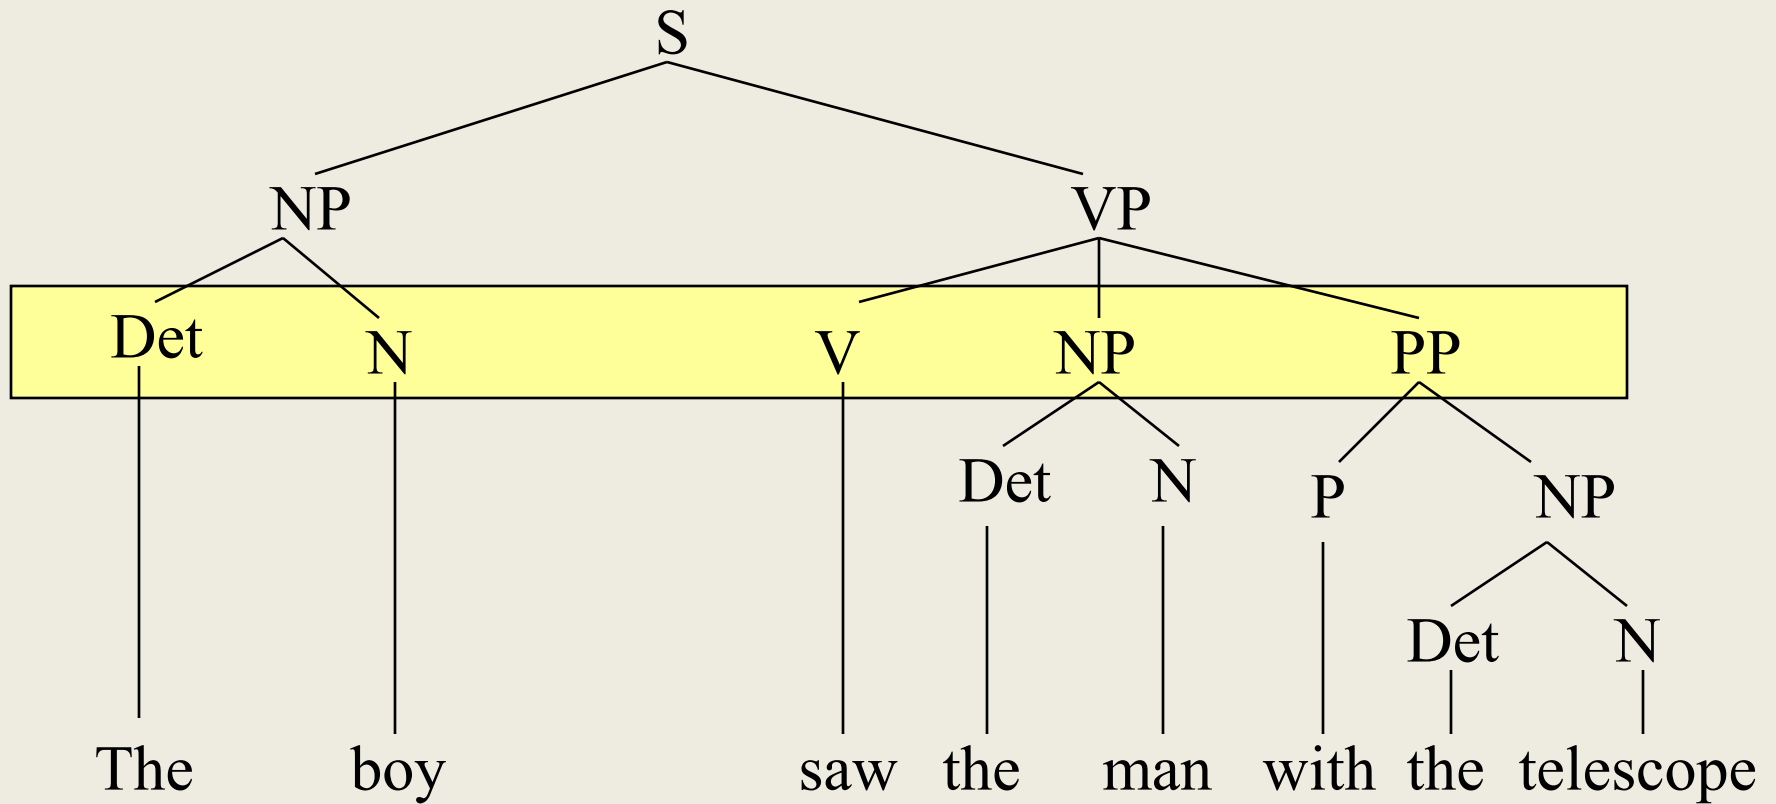 S
NP VP
Det N V NP PP
Det N P NP
Det N
The boy saw the man with the telescope